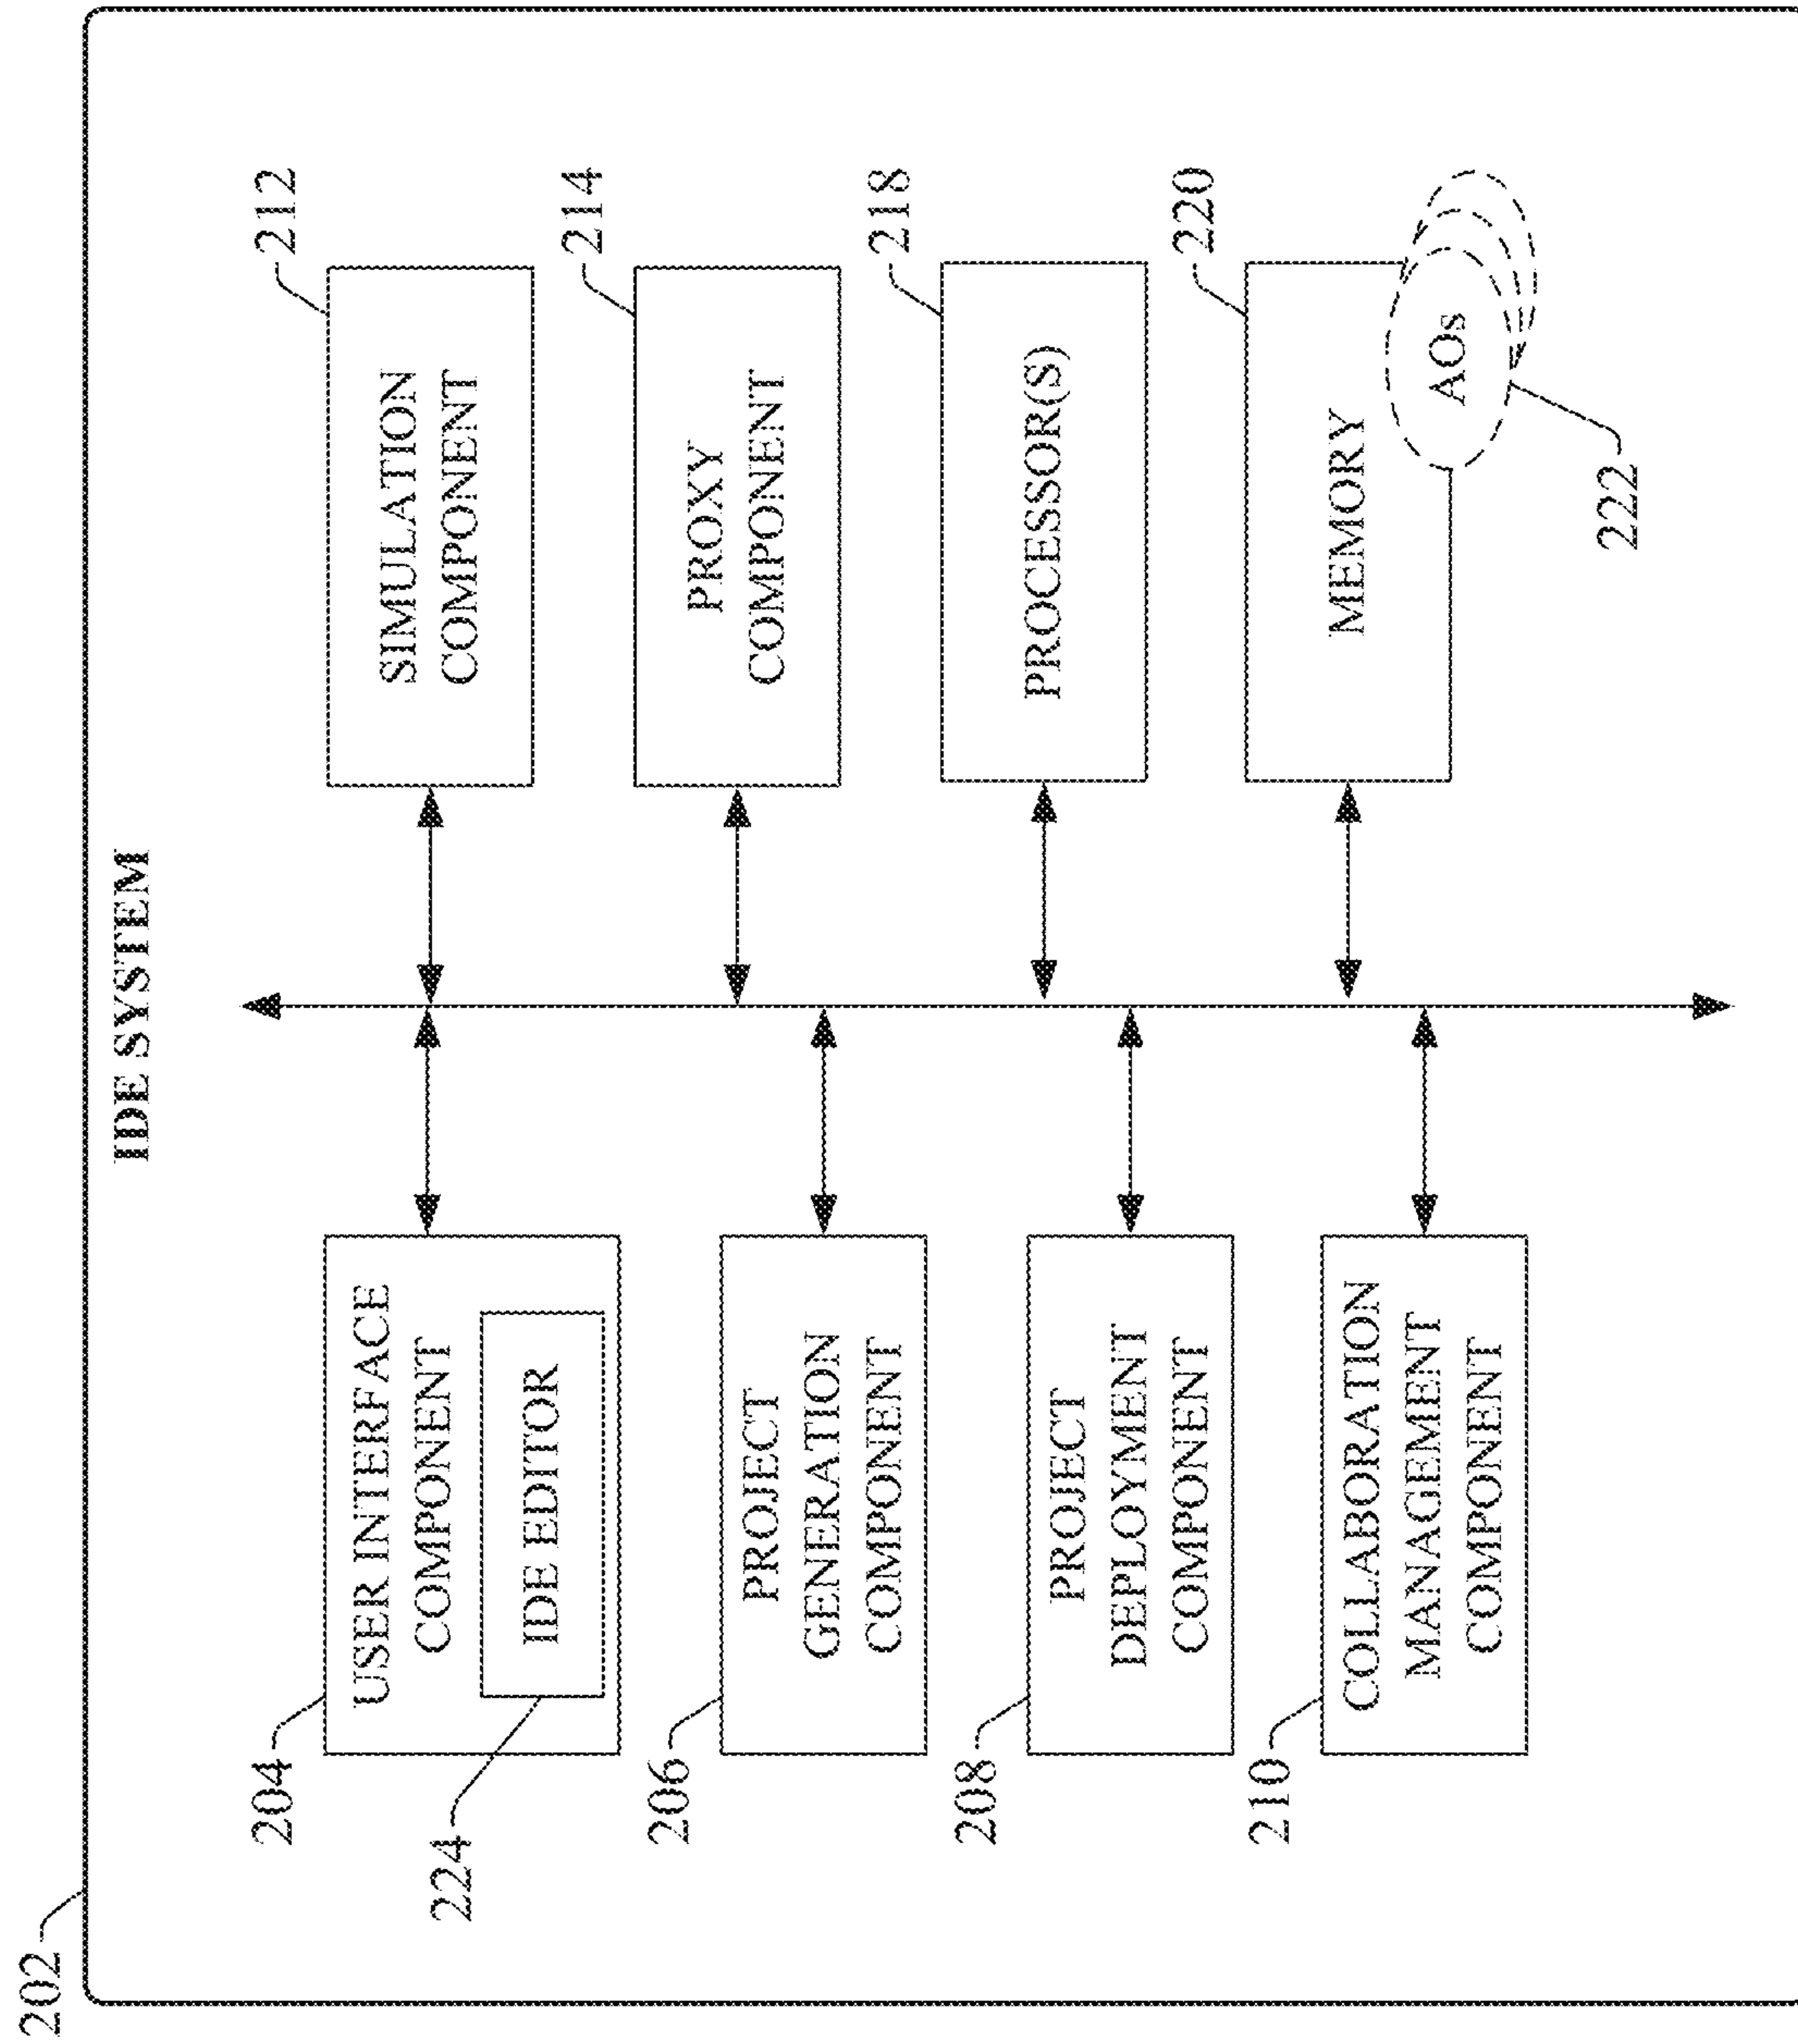 202
IDE SYSTEM
204
USER INTERFACE
COMPONENT
224
IDE EDITOR
206
PROJECT
GENERATION
COMPONENT
208
PROJECT
DEPLOYMENT
COMPONENT
210
COLLABORATION
MANAGEMENT
COMPONENT
212
SIMULATION
COMPONENT
214
PROXY
COMPONENT
218
PROCESSOR(S)
220
MEMORY
AOs
222